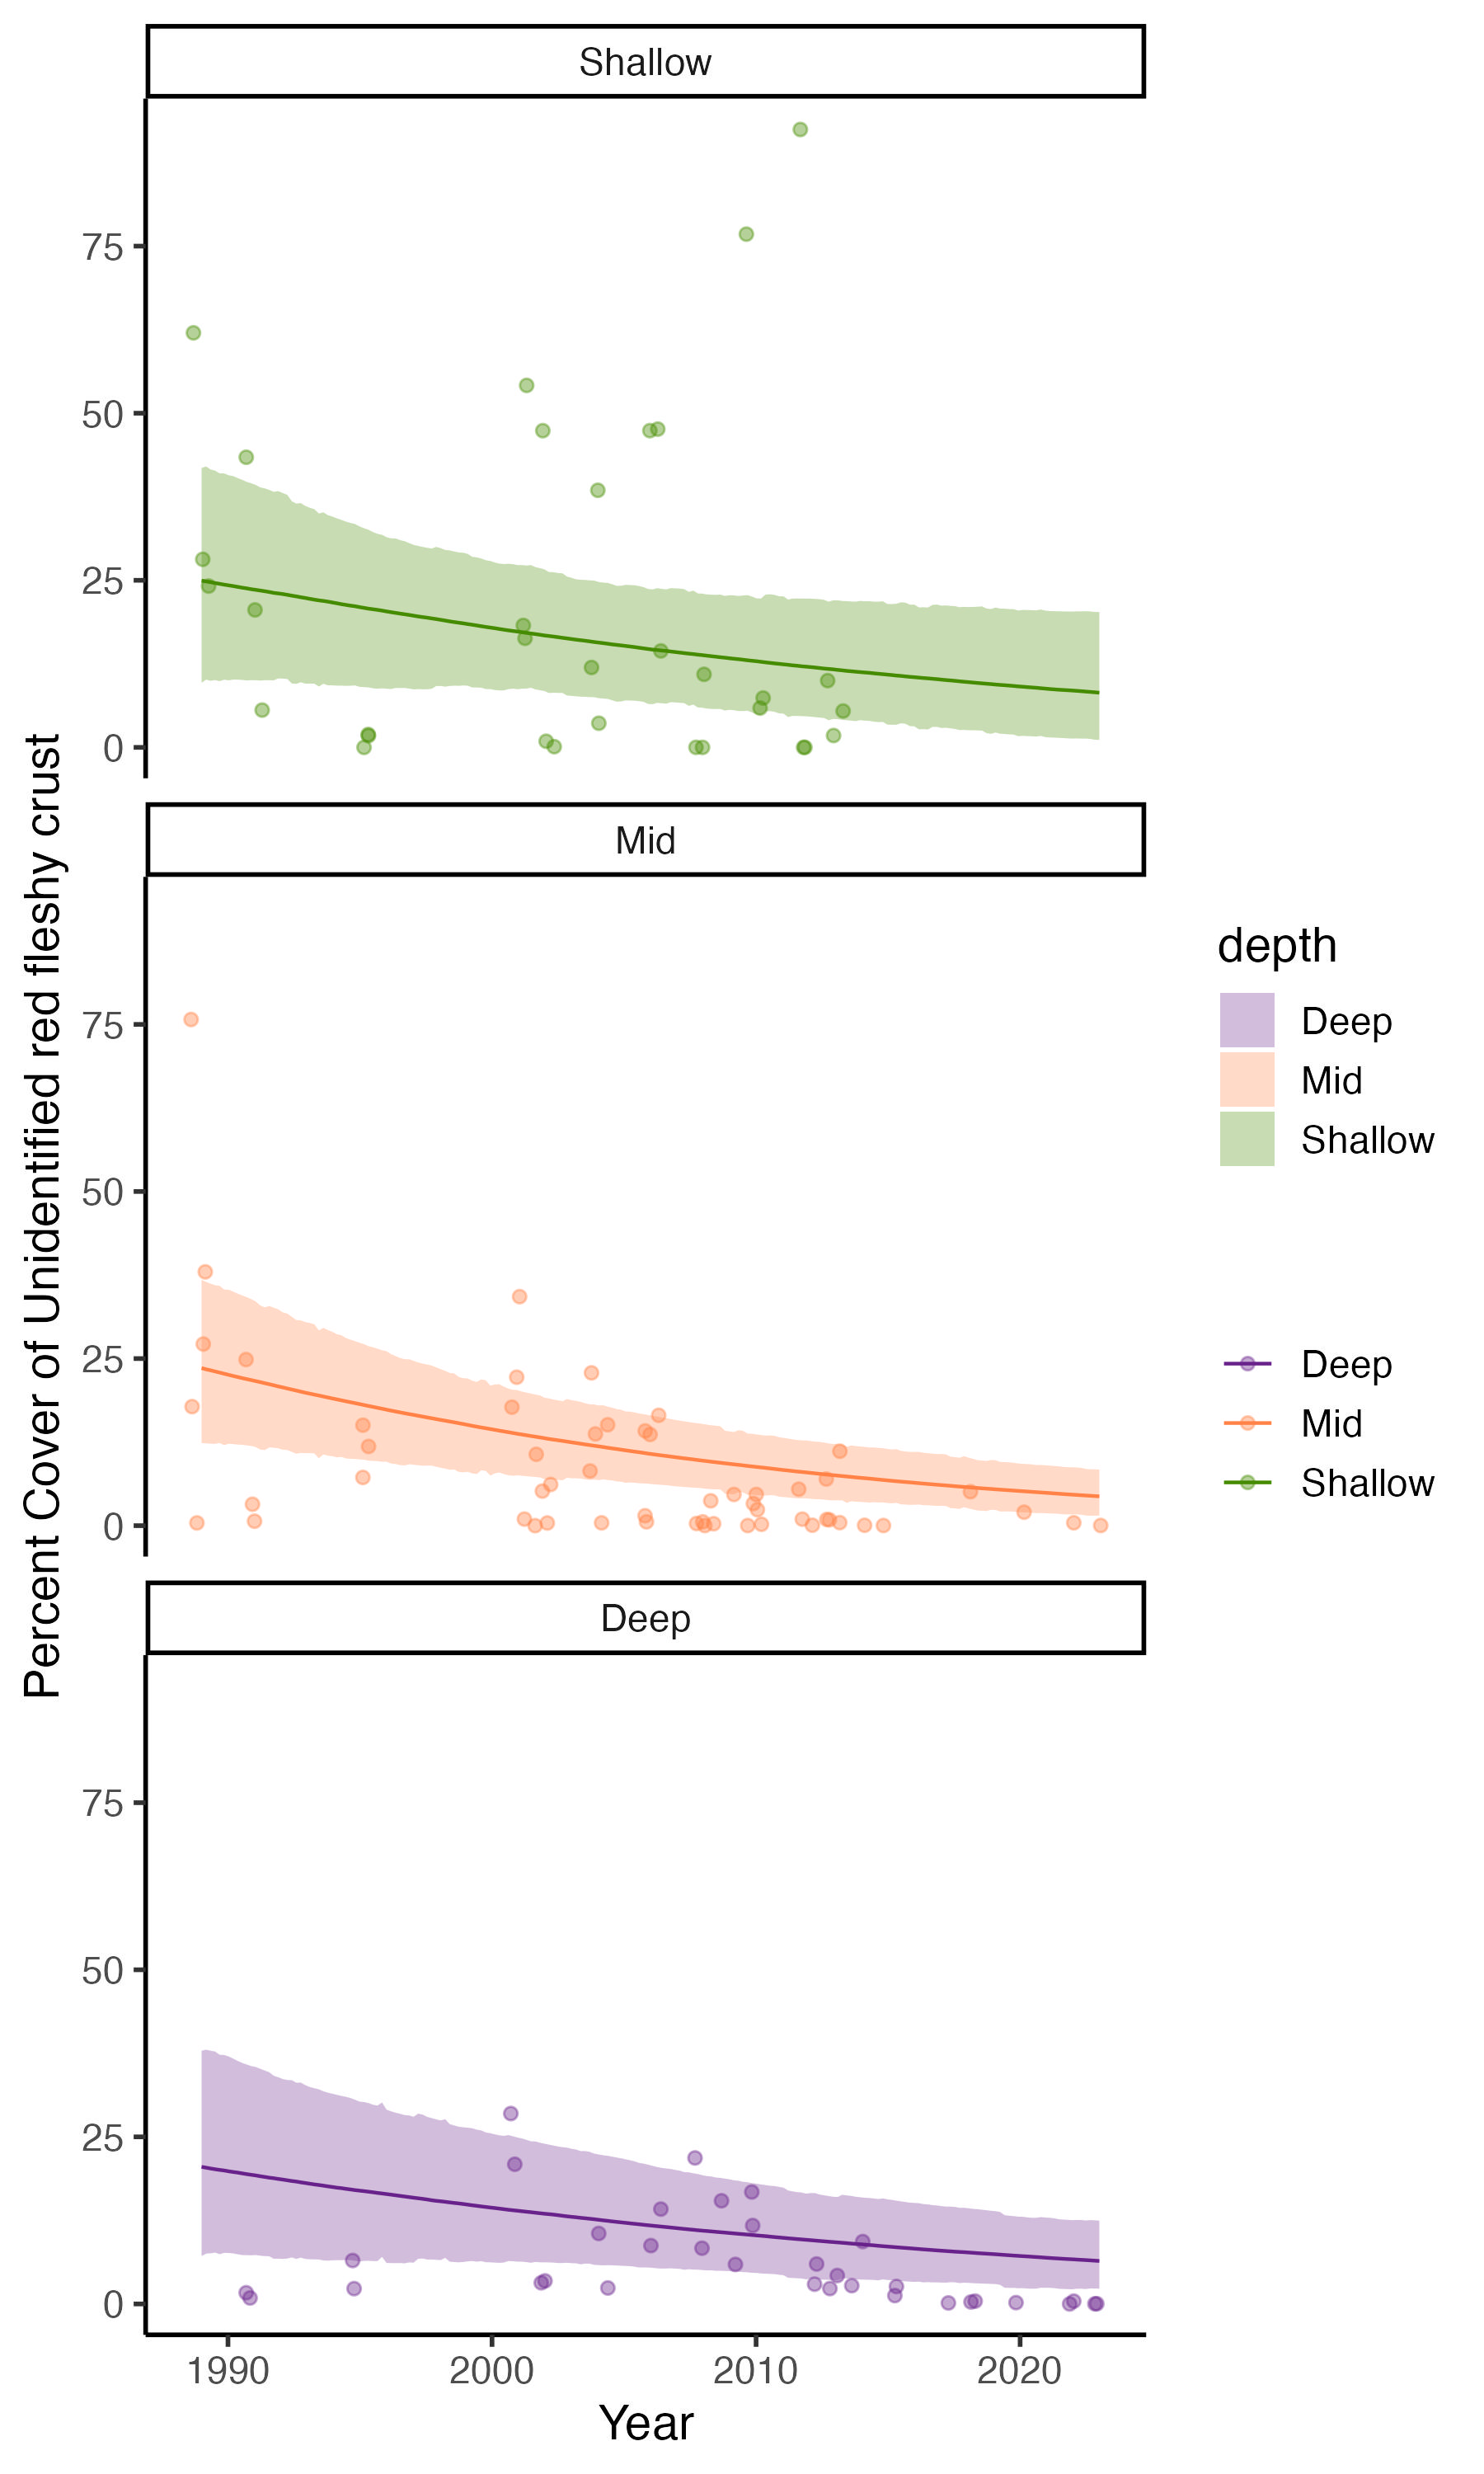 Shallow
75
50
25
0
Mid
75
50
25
0
Deep
75
50
25
0
1990 2000 2010 2020
Year
Percent Cover of Unidentified red fleshy crust
depth
Deep
Mid
Shallow
Deep
Mid
Shallow